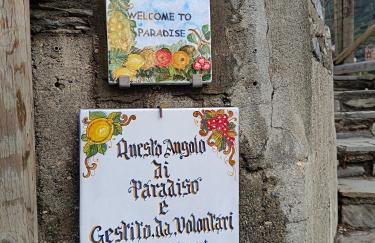 WELCOME TO
PARADISE
Questo Angolo
di
Paradiso
e
Gestito da Volontari